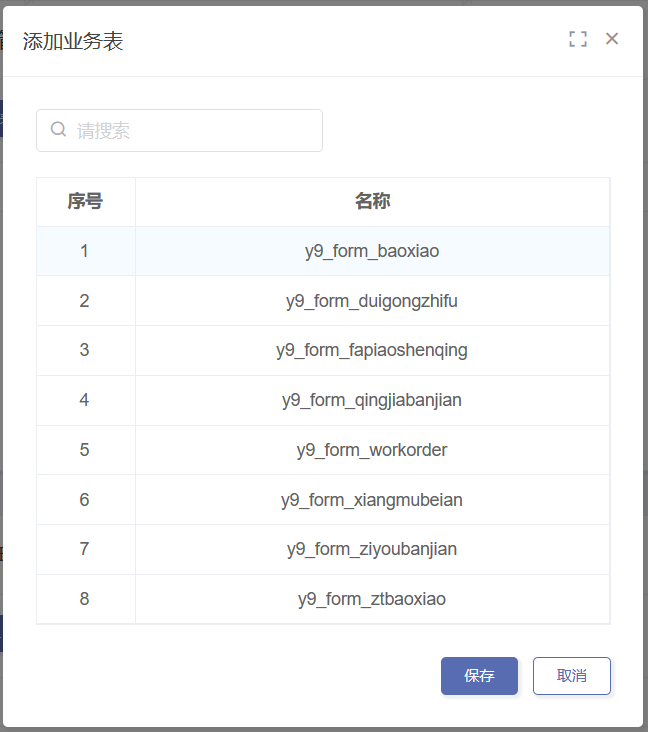 添加业务表
请搜索
序号 名称
1 y9_form_baoxiao
2 y9_form_duigongzhifu
3 y9_form_fapiaoshenqing
4 y9_form_qingjiabanjian
5 y9_form_workorder
6 y9_form_xiangmubeian
7 y9_form_ziyoubanjian
8 y9_form_ztbaoxiao
保存 取消